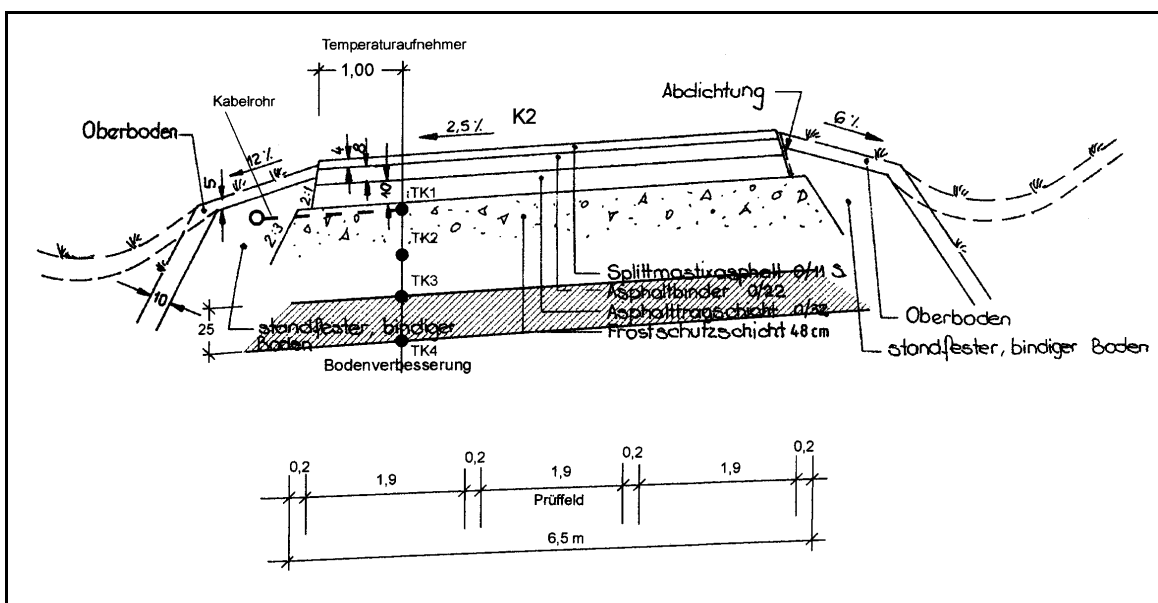 Temperaturaufnehmer
1,00
Kabelrohr
Oberboden
Abdichtung
2,5%
K2
6%
12%
4
8
10
5
2:1
2:3
TK1
TK2
TK3
TK4
Splittmastixasphalt 0/11 S
Asphaltbinder 0/22
Asphalttragschicht 0/32
Frostschutzschicht 48 cm
10
25
standfester, bindiger
Boden
Bodenverbesserung
Oberboden
standfester, bindiger Boden
0,2
1,9
0,2
1,9
0,2
1,9
0,2
Prüffeld
6,5 m